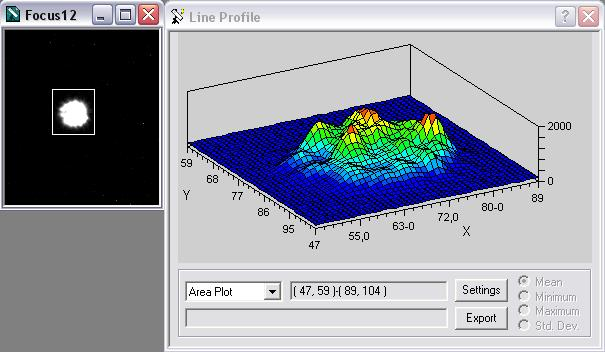 Focus12
Line Profile
2000
0
59
68
77
86
95
Y
47
55,0
63-0
72,0
80-0
89
X
Area Plot
( 47, 59 )-( 89, 104 )
Settings
Export
Mean
Minimum
Maximum
Std. Dev.